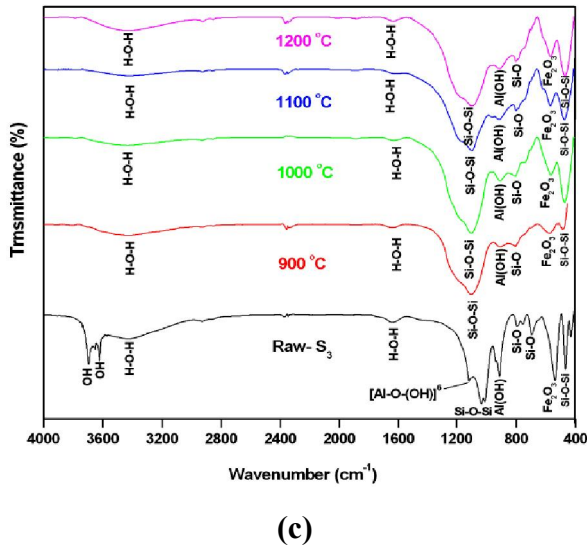 Trnsmittance (%)
1200 °C
H-O-H
H-O-H
Si-O-Si
Al(OH)
Si-O
Fe₂O₃
Si-O-Si
1100 °C
H-O-H
H-O-H
Si-O-Si
Al(OH)
Si-O
Fe₂O₃
Si-O-Si
1000 °C
H-O-H
H-O-H
Si-O-Si
Al(OH)
Si-O
Fe₂O₃
Si-O-Si
900 °C
H-O-H
H-O-H
Si-O-Si
Al(OH)
Si-O
Fe₂O₃
Si-O-Si
Raw- S₃
OH
OH
H-O-H
H-O-H
[Al-O-(OH)]⁶
Si-O-Si
Al(OH)
Si-O
Si-O
Fe₂O₃
Si-O-Si
4000 3600 3200 2800 2400 2000 1600 1200 800 400
Wavenumber (cm⁻¹)
(c)